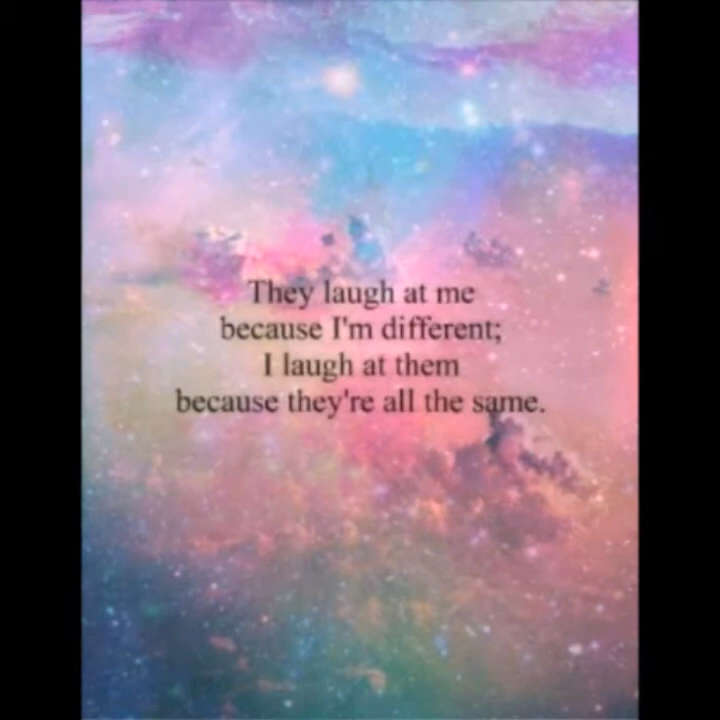 They laugh at me
because I'm different;
I laugh at them
because they're all the same.